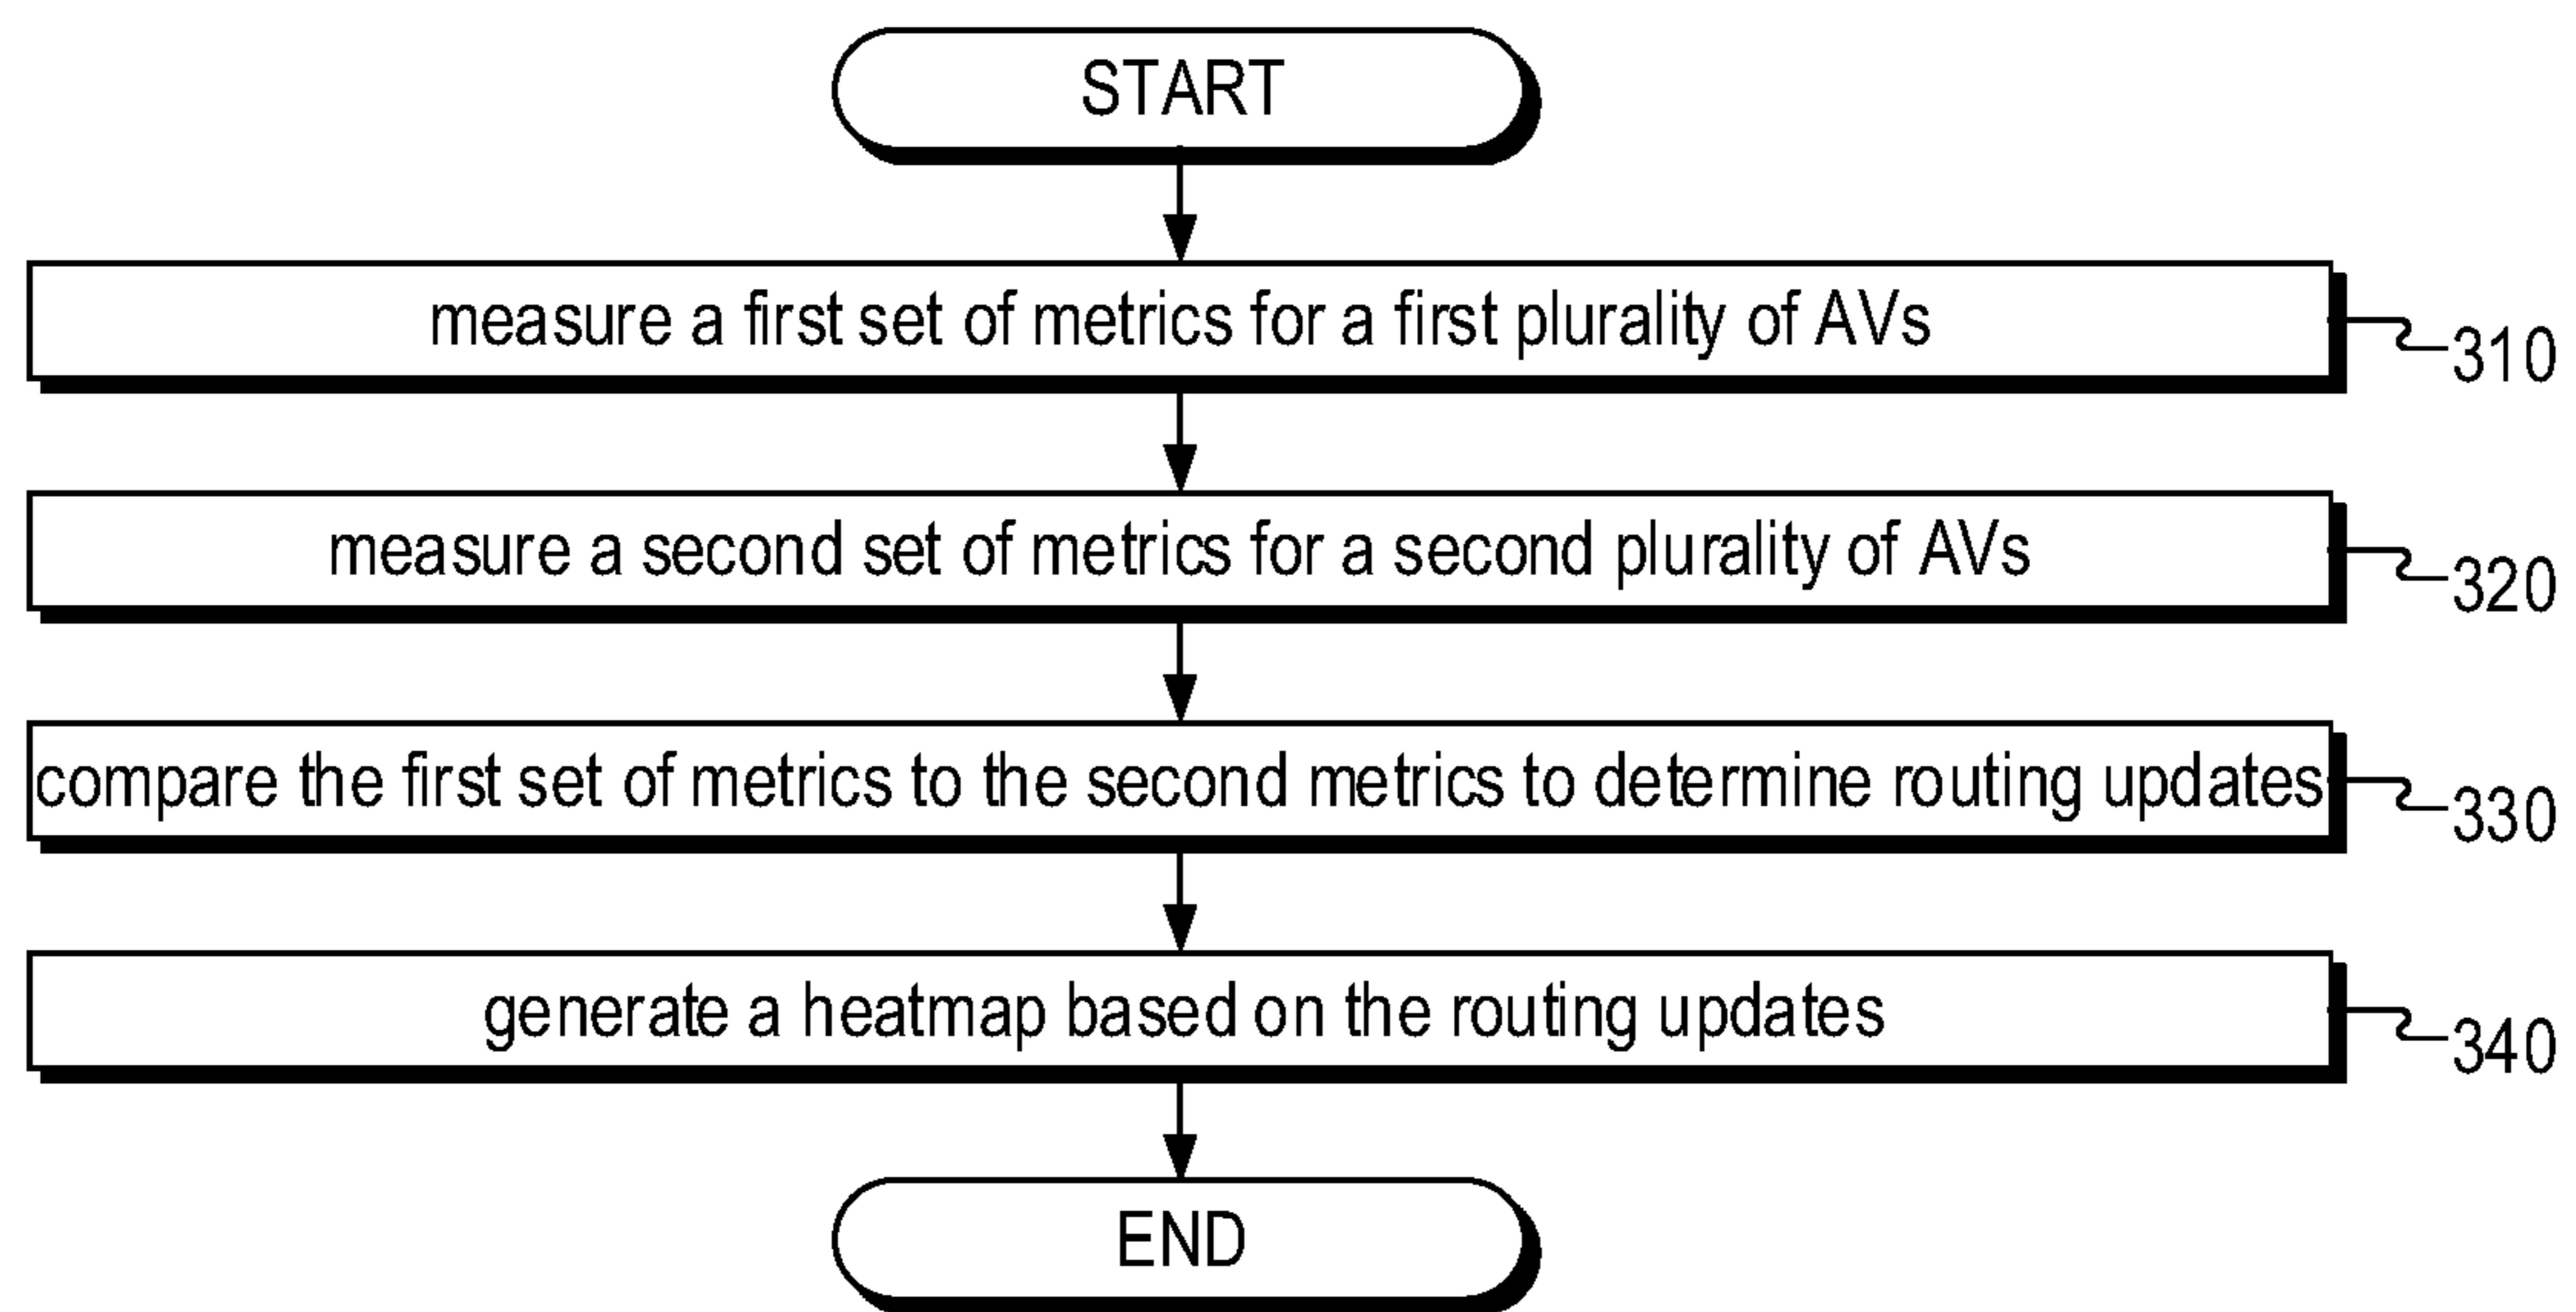 START
measure a first set of metrics for a first plurality of AVs
310
measure a second set of metrics for a second plurality of AVs
320
compare the first set of metrics to the second metrics to determine routing updates
330
generate a heatmap based on the routing updates
340
END